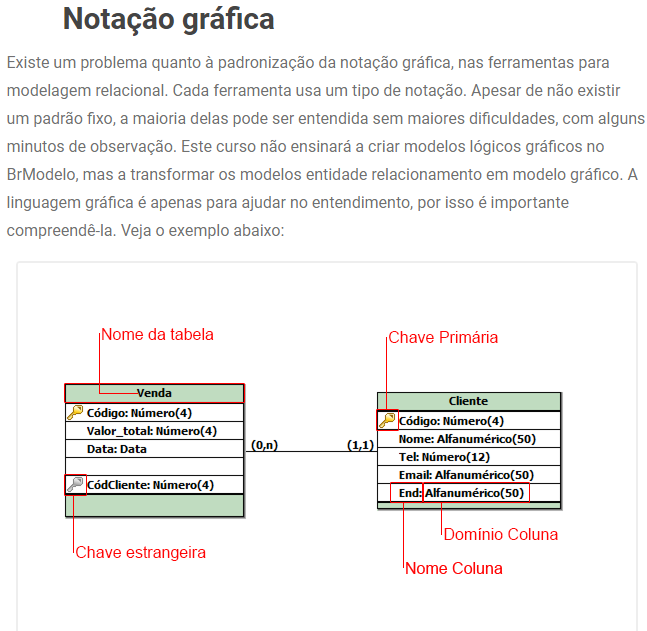 Notação gráfica
Existe um problema quanto à padronização da notação gráfica, nas ferramentas para
modelagem relacional. Cada ferramenta usa um tipo de notação. Apesar de não existir
um padrão fixo, a maioria delas pode ser entendida sem maiores dificuldades, com alguns
minutos de observação. Este curso não ensinará a criar modelos lógicos gráficos no
BrModelo, mas a transformar os modelos entidade relacionamento em modelo gráfico. A
linguagem gráfica é apenas para ajudar no entendimento, por isso é importante
compreendê-la. Veja o exemplo abaixo:
Nome da tabela
Venda
Código: Número(4)
Valor_total: Número(4)
Data: Data
CódCliente: Número(4)
Chave estrangeira
(0,n)
(1,1)
Chave Primária
Cliente
Código: Número(4)
Nome: Alfanumérico(50)
Tel: Número(12)
Email: Alfanumérico(50)
End: Alfanumérico(50)
Domínio Coluna
Nome Coluna